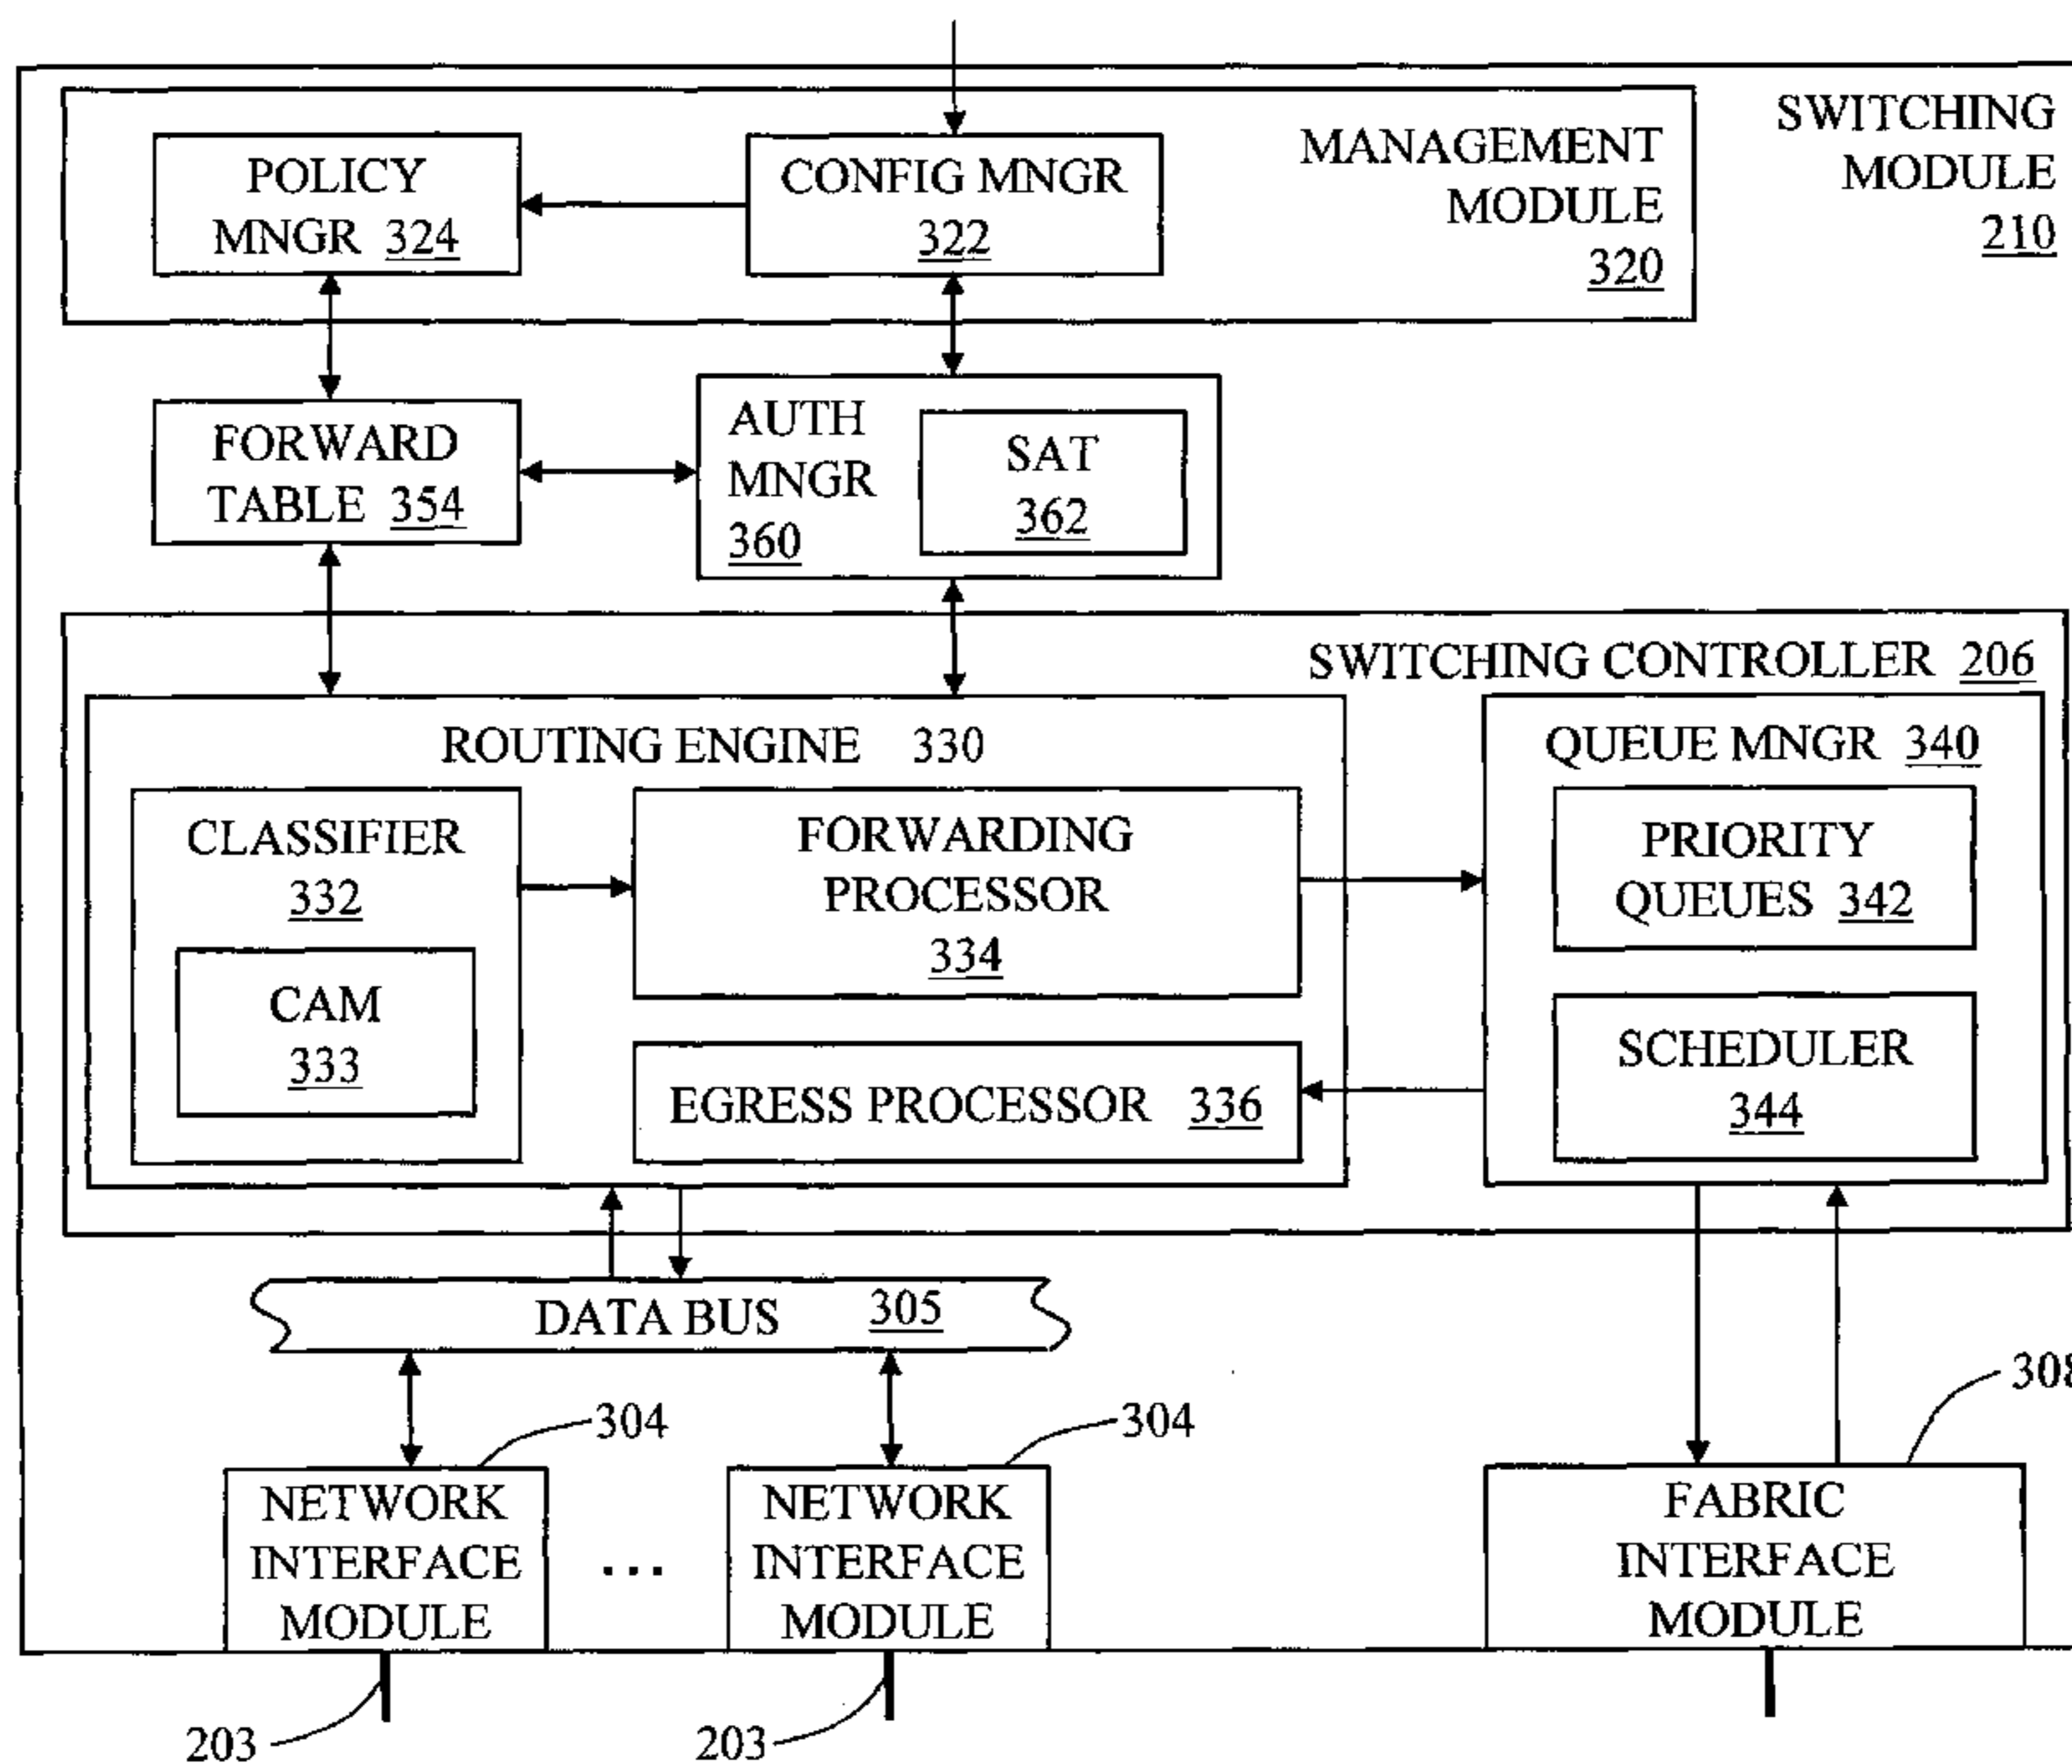 SWITCHING
MODULE
210
MANAGEMENT
MODULE
320
POLICY
MNGR 324
CONFIG MNGR
322
FORWARD
TABLE 354
AUTH
MNGR
360
SAT
362
SWITCHING CONTROLLER 206
ROUTING ENGINE 330
QUEUE MNGR 340
CLASSIFIER
332
CAM
333
FORWARDING
PROCESSOR
334
EGRESS PROCESSOR 336
PRIORITY
QUEUES 342
SCHEDULER
344
DATA BUS 305
304
304
308
NETWORK
INTERFACE
MODULE
...
NETWORK
INTERFACE
MODULE
FABRIC
INTERFACE
MODULE
203
203